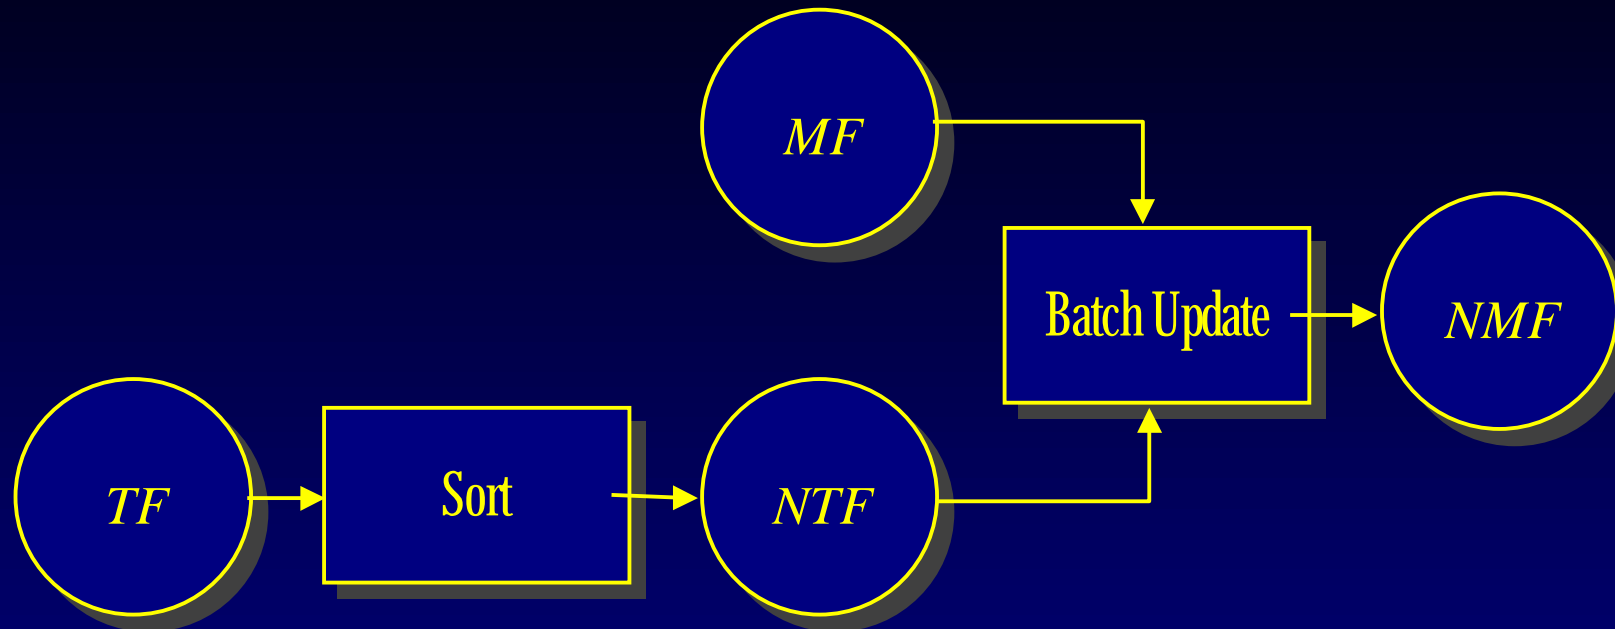 MF
Batch Update
NMF
TF
Sort
NTF